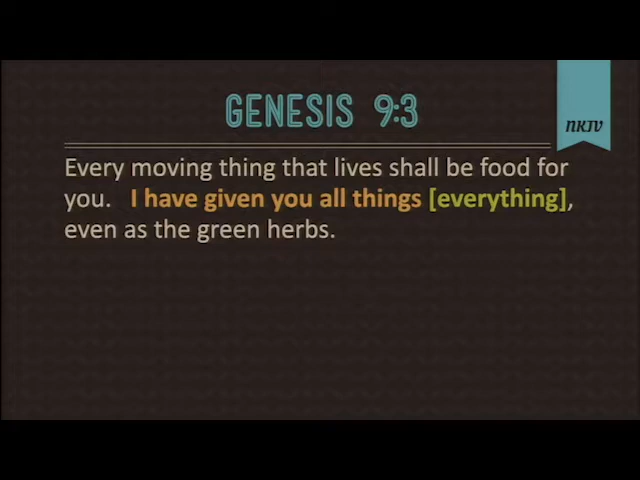 GENESIS 9:3
NKJV
Every moving thing that lives shall be food for
you. I have given you all things [everything],
even as the green herbs.